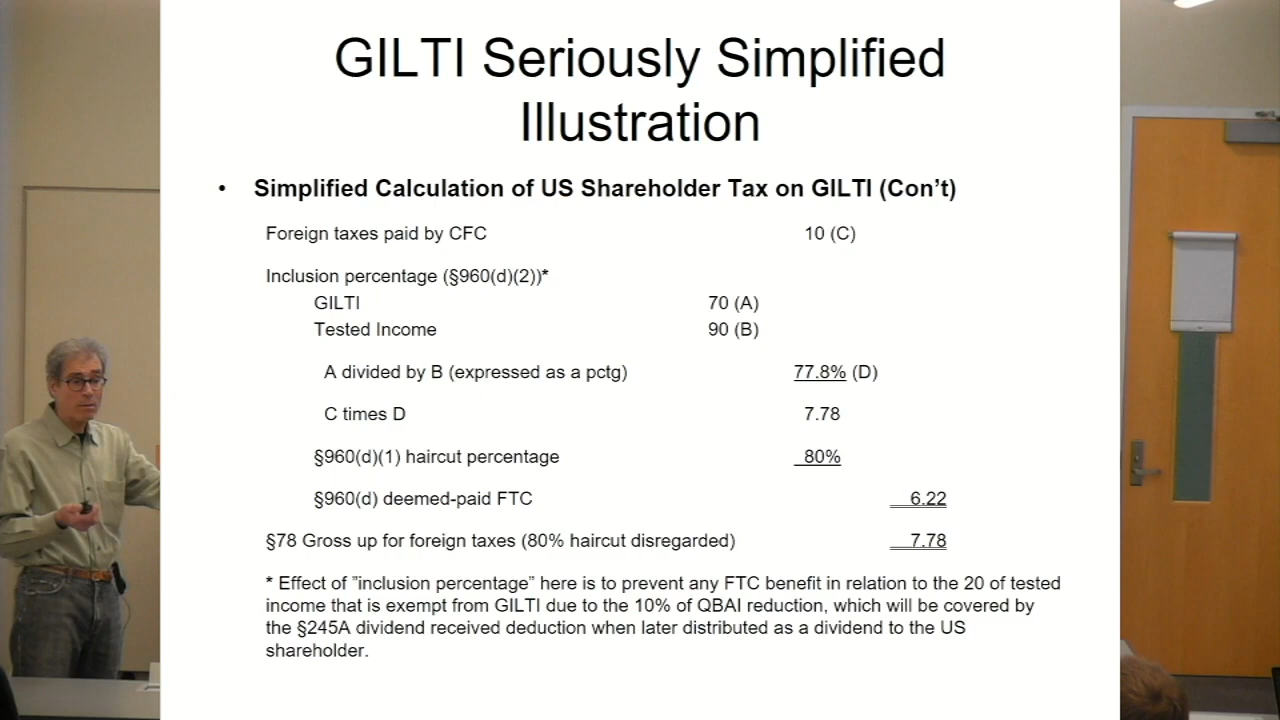 GILTI Seriously Simplified
Illustration
• Simplified Calculation of US Shareholder Tax on GILTI (Con’t)
Foreign taxes paid by CFC 10 (C)
Inclusion percentage (§960(d)(2))*
GILTI 70 (A)
Tested Income 90 (B)
A divided by B (expressed as a pctg) 77.8% (D)
C times D 7.78
§960(d)(1) haircut percentage 80%
§960(d) deemed-paid FTC 6.22
§78 Gross up for foreign taxes (80% haircut disregarded) 7.78
* Effect of ”inclusion percentage” here is to prevent any FTC benefit in relation to the 20 of tested
income that is exempt from GILTI due to the 10% of QBAI reduction, which will be covered by
the §245A dividend received deduction when later distributed as a dividend to the US
shareholder.